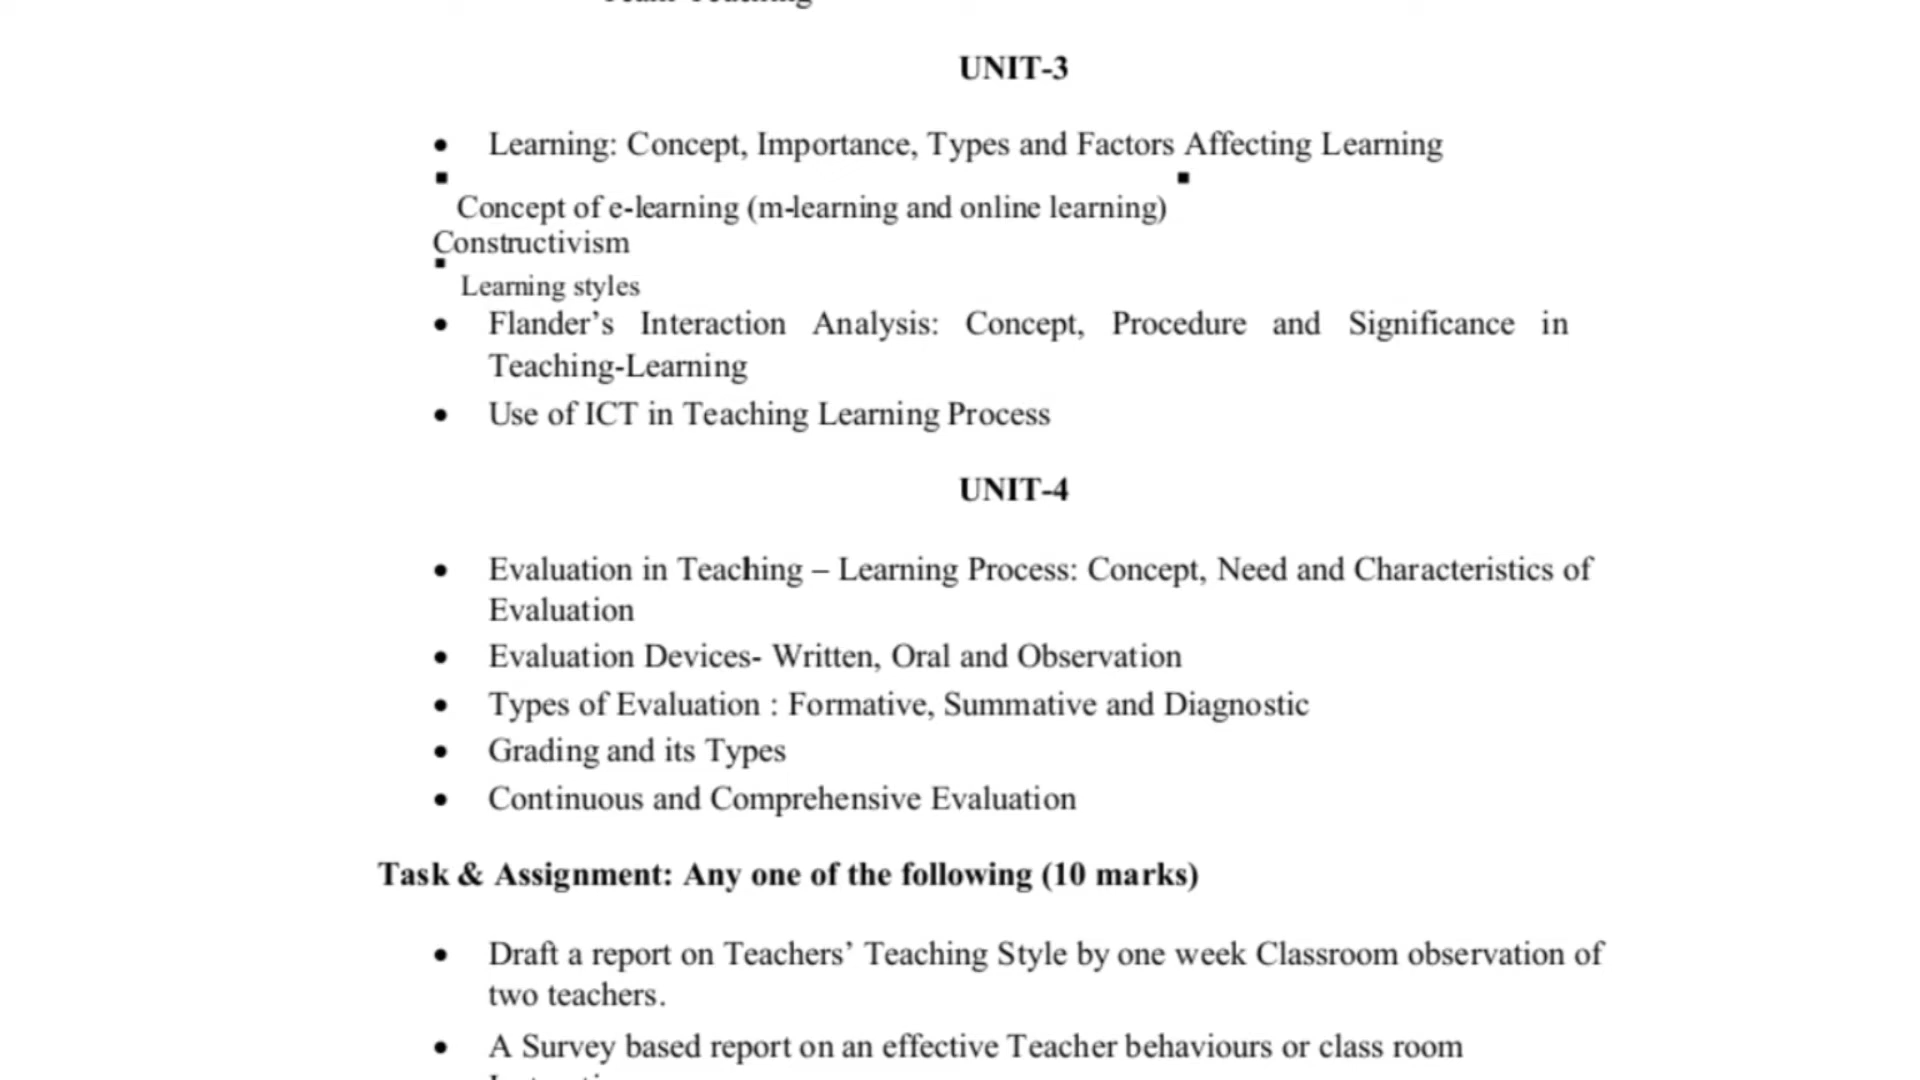 UNIT-3
• Learning: Concept, Importance, Types and Factors Affecting Learning
▪ ▪
Concept of e-learning (m-learning and online learning)
Constructivism
▪
Learning styles
• Flander’s Interaction Analysis: Concept, Procedure and Significance in
Teaching-Learning
• Use of ICT in Teaching Learning Process
UNIT-4
• Evaluation in Teaching – Learning Process: Concept, Need and Characteristics of
Evaluation
• Evaluation Devices- Written, Oral and Observation
• Types of Evaluation : Formative, Summative and Diagnostic
• Grading and its Types
• Continuous and Comprehensive Evaluation
Task & Assignment: Any one of the following (10 marks)
• Draft a report on Teachers’ Teaching Style by one week Classroom observation of
two teachers.
• A Survey based report on an effective Teacher behaviours or class room